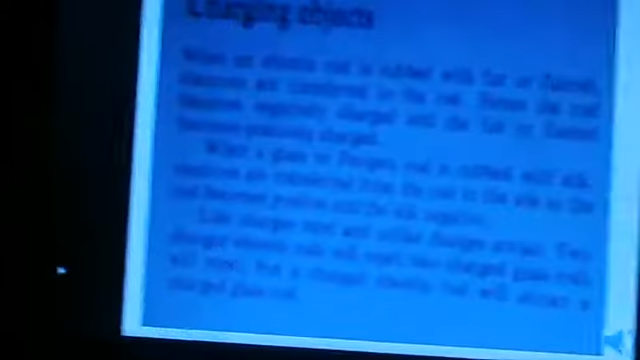 Charging objects
When an ebonite rod is rubbed with fur or flannel,
electrons are transferred to the rod. Hence the rod
becomes negatively charged and the fur or flannel
becomes positively charged.
When a glass or Perspex rod is rubbed with silk,
electrons are transferred from the rod to the silk so the
rod becomes positive and the silk negative.
Like charges repel and unlike charges attract. Two
charged ebonite rods will repel, two charged glass rods
will repel, but a charged ebonite rod will attract a
charged glass rod.